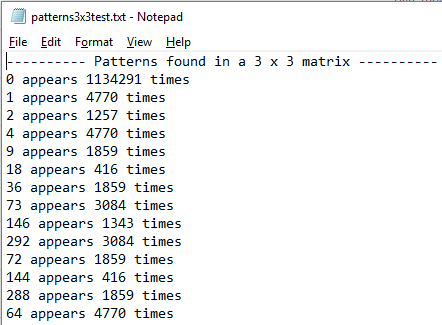 patterns3x3test.txt - Notepad
File Edit Format View Help
---------- Patterns found in a 3 x 3 matrix ----------
0 appears 1134291 times
1 appears 4770 times
2 appears 1257 times
4 appears 4770 times
9 appears 1859 times
18 appears 416 times
36 appears 1859 times
73 appears 3084 times
146 appears 1343 times
292 appears 3084 times
72 appears 1859 times
144 appears 416 times
288 appears 1859 times
64 appears 4770 times